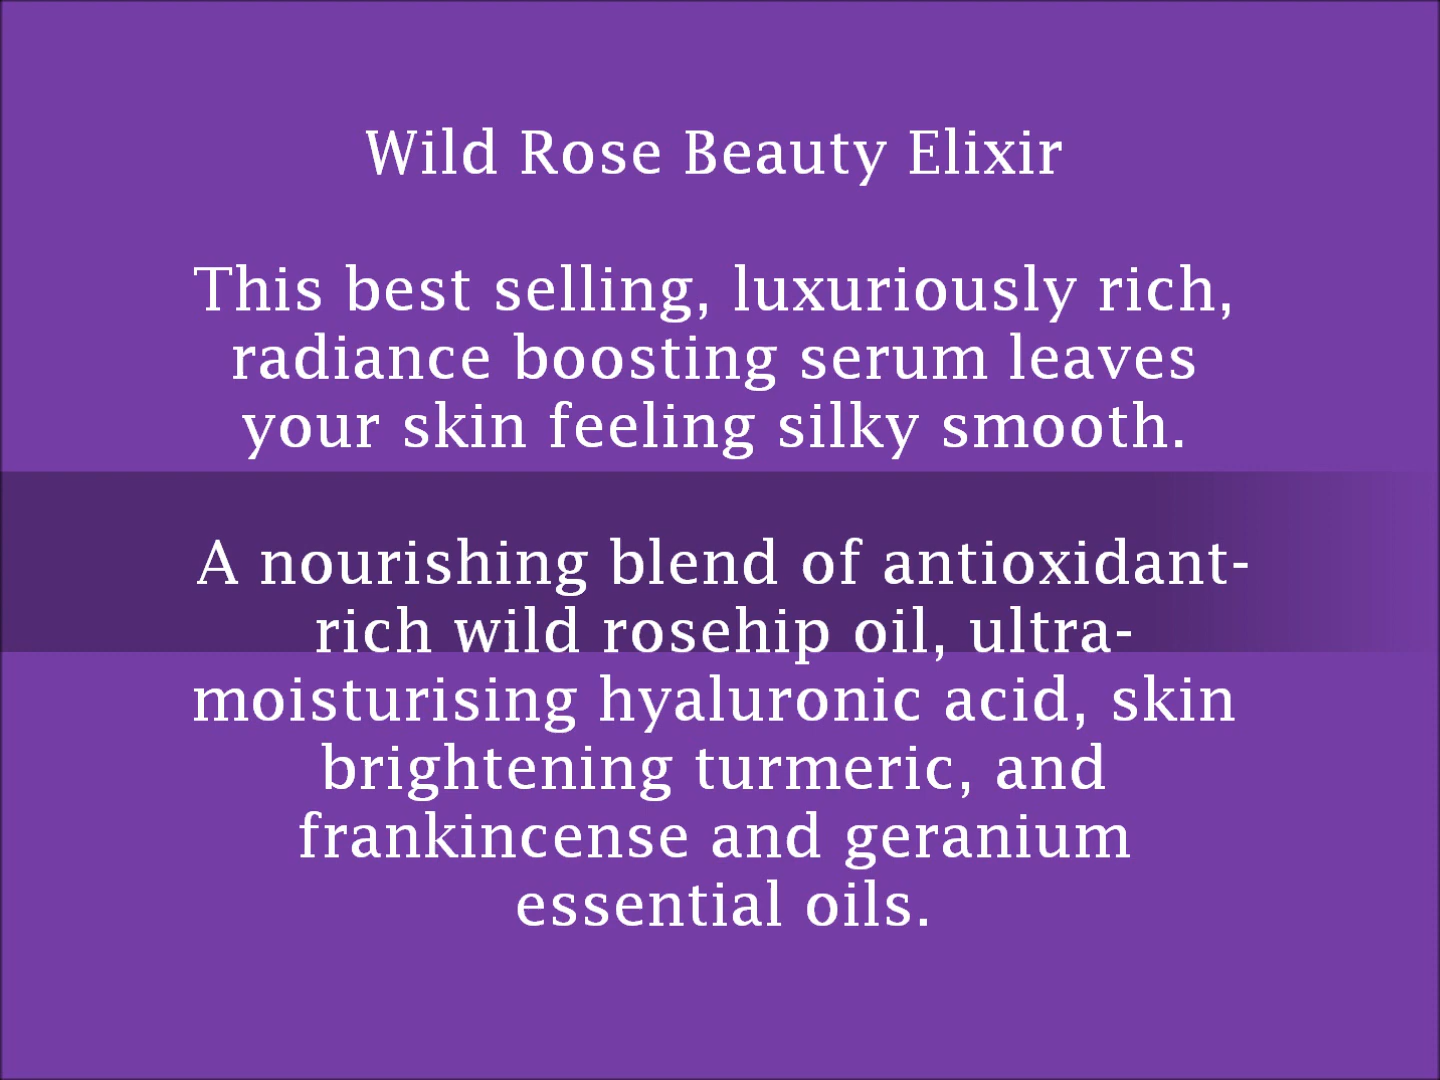 Wild Rose Beauty Elixir
This best selling, luxuriously rich,
radiance boosting serum leaves
your skin feeling silky smooth.
A nourishing blend of antioxidant-
rich wild rosehip oil, ultra-
moisturising hyaluronic acid, skin
brightening turmeric, and
frankincense and geranium
essential oils.